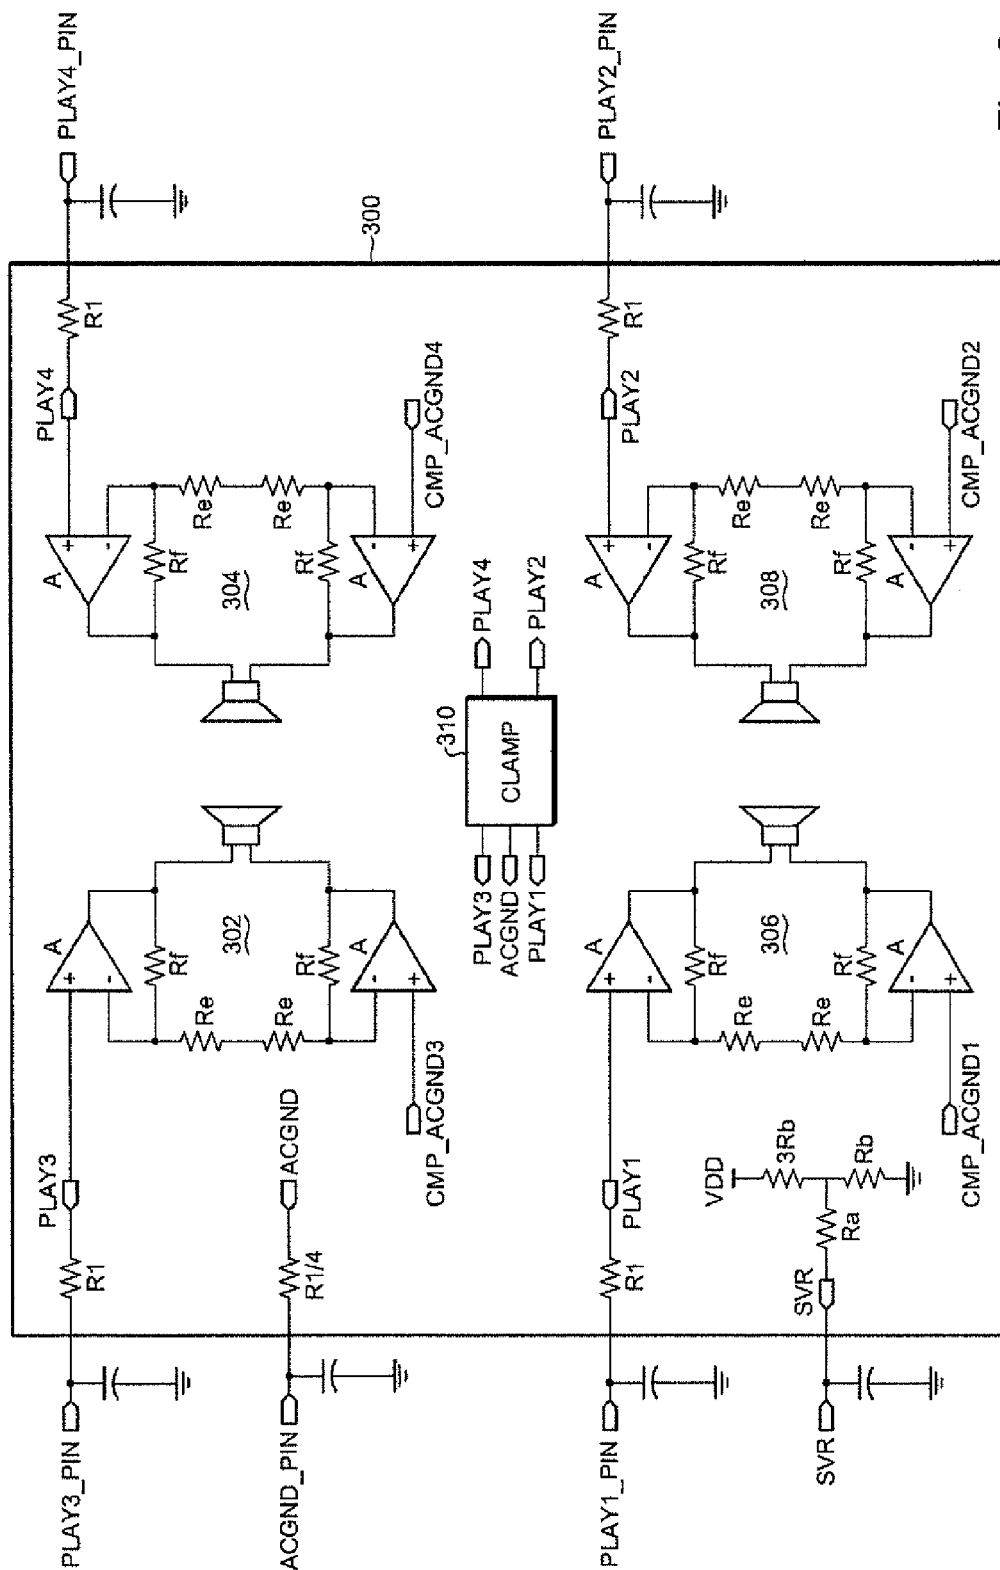 PLAY3_PIN
R1
PLAY3
+
-
A
Rf
Re
302
Re
Rf
-
+
A
CMP_ACGND3
A
+
-
Rf
Re
304
Re
Rf
-
+
A
CMP_ACGND4
PLAY4
R1
PLAY4_PIN
ACGND_PIN
R1/4
ACGND
300
310
PLAY3
ACGND
PLAY1
CLAMP
PLAY4
PLAY2
PLAY1_PIN
R1
PLAY1
+
-
A
Rf
Re
306
Re
Rf
-
+
A
CMP_ACGND1
A
+
-
Rf
Re
308
Re
Rf
-
+
A
CMP_ACGND2
PLAY2
R1
PLAY2_PIN
VDD
3Rb
Rb
Ra
SVR
SVR